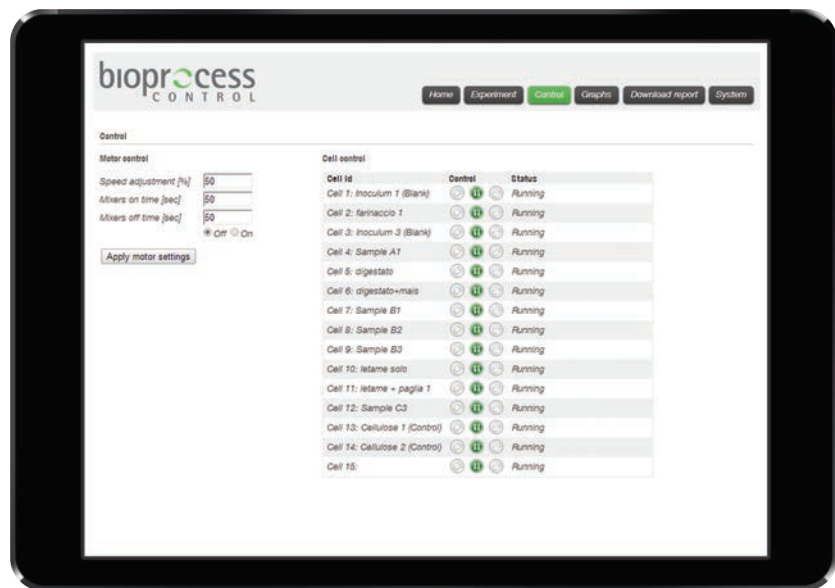 bioprocess
CONTROL
Home Experiment Control Graphs Download report System
Control
Motor control
Speed adjustment [%] 50
Mixers on time [sec] 50
Mixers off time [sec] 50
Off On
Apply motor settings
Cell control
Cell Id Control Status
Cell 1: Inoculum 1 (Blank) Running
Cell 2: farinaccio 1 Running
Cell 3: Inoculum 3 (Blank) Running
Cell 4: Sample A1 Running
Cell 5: digestato Running
Cell 6: digestato+mais Running
Cell 7: Sample B1 Running
Cell 8: Sample B2 Running
Cell 9: Sample B3 Running
Cell 10: letame solo Running
Cell 11: letame + paglia 1 Running
Cell 12: Sample C3 Running
Cell 13: Cellulose 1 (Control) Running
Cell 14: Cellulose 2 (Control) Running
Cell 15: Running